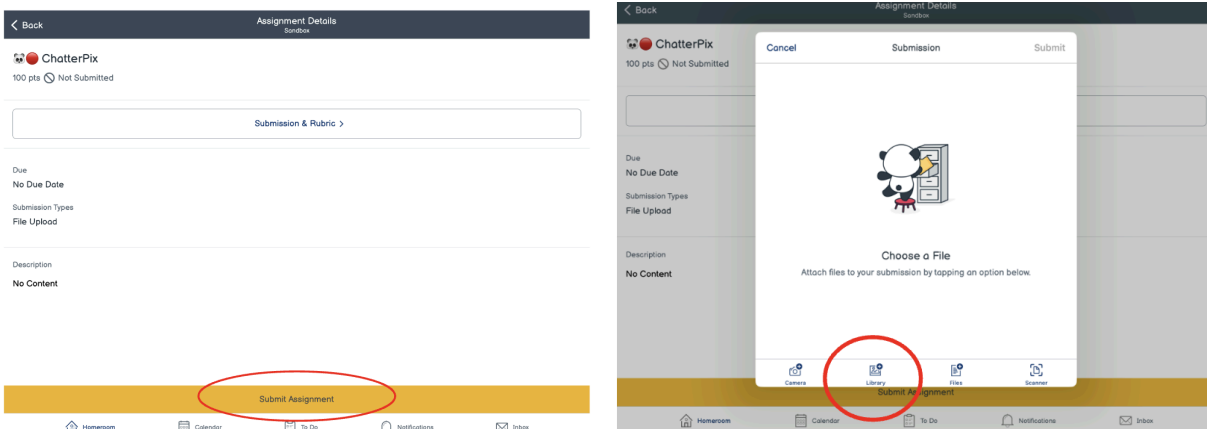 Back
Assignment Details
Sandbox
🐼🔴 ChatterPix
100 pts Not Submitted
Submission & Rubric >
Due
No Due Date
Submission Types
File Upload
Description
No Content
Submit Assignment
Homeroom Calendar To Do Notifications Inbox
Back
Assignment Details
Sandbox
🐼🔴 ChatterPix
100 pts Not Submitted
Cancel Submission Submit
Due
No Due Date
Submission Types
File Upload
Description
No Content
Choose a File
Attach files to your submission by tapping an option below.
Camera Library Files Scanner
Submit Assignment
Homeroom Calendar To Do Notifications Inbox